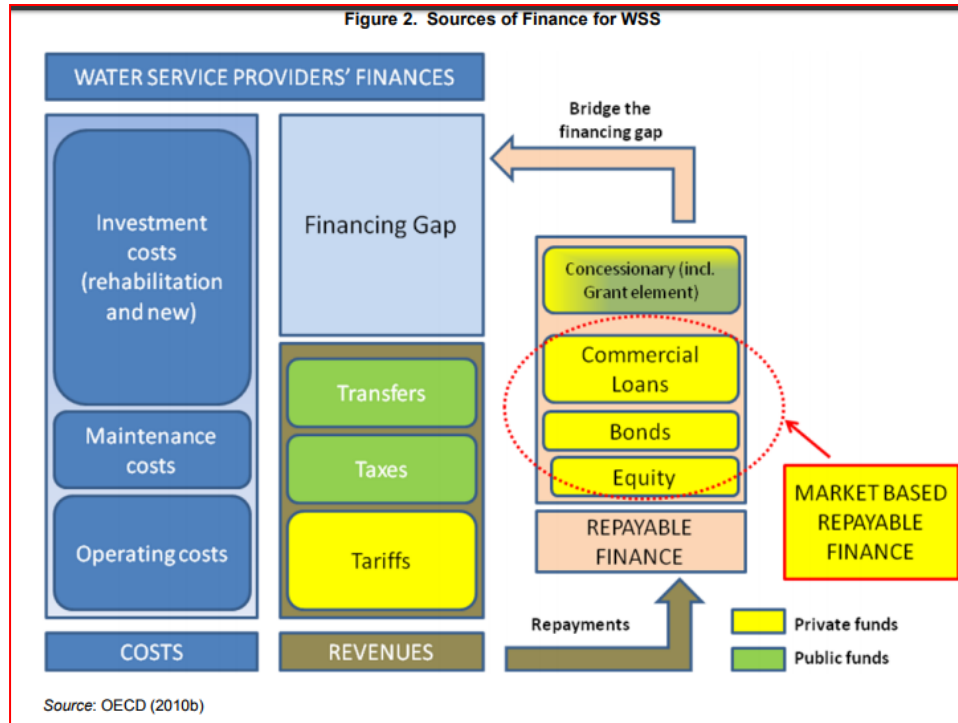 Figure 2. Sources of Finance for WSS
WATER SERVICE PROVIDERS' FINANCES
Investment
costs
(rehabilitation
and new)
Maintenance
costs
Operating costs
COSTS
Financing Gap
Transfers
Taxes
Tariffs
REVENUES
Bridge the
financing gap
Concessionary (incl.
Grant element)
Commercial
Loans
Bonds
Equity
REPAYABLE
FINANCE
Repayments
MARKET BASED
REPAYABLE
FINANCE
Private funds
Public funds
Source: OECD (2010b)